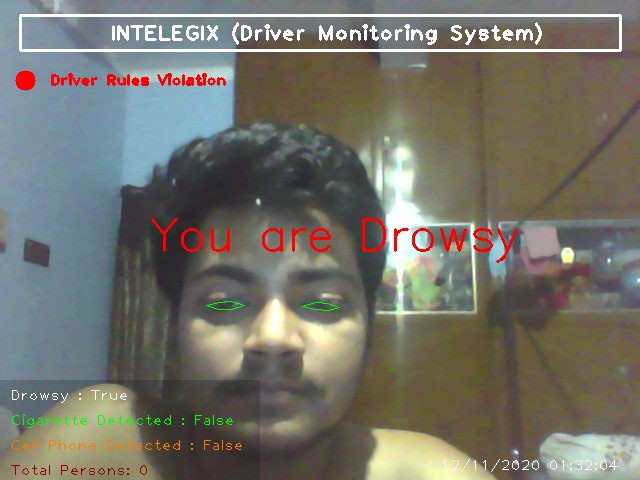 INTELEGIX (Driver Monitoring System)
Driver Rules Violation
You are Drowsy
Drowsy : True
Cigarette Detected : False
Cell Phone Detected : False
Total Persons: 0
12/11/2020 01:32:04